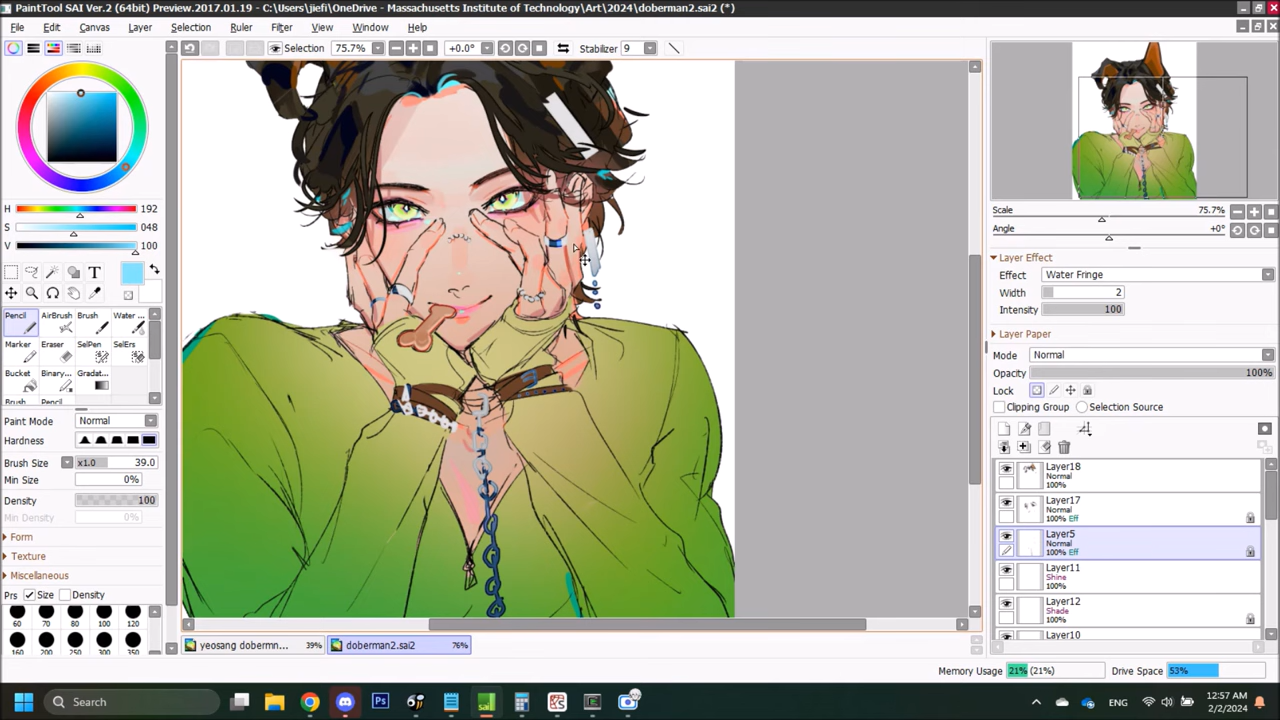 PaintTool SAI Ver.2 (64bit) Preview.2017.01.19 - C:\Users\jiefi\OneDrive - Massachusetts Institute of Technology\Art\2024\doberman2.sai2 (*)
File Edit Canvas Layer Selection Ruler Filter View Window Help
Selection 75.7% +0.0° Stabilizer 9
H 192
S 048
V 100
T
Pencil AirBrush Brush Water ...
Marker Eraser SelPen SelErs
Bucket Binary... Gradat...
Brush Pencil
Paint Mode Normal
Hardness
Brush Size x1.0 39.0
Min Size 0%
Density 100
Min Density 0%
Form
Texture
Miscellaneous
Prs Size Density
60 70 80 100 120
160 200
Scale 75.7%
Angle +0°
Layer Effect
Effect Water Fringe
Width 2
Intensity 100
Layer Paper
Mode Normal
Opacity 100%
Lock
Clipping Group Selection Source
Layer18
Normal
100%
Layer17
Normal
100% Eff
Layer5
Normal
100% Eff
Layer11
Shine
100%
Layer12
Shade
100%
Layer10
yeosang dobermn... 39% doberman2.sai2 76%
Memory Usage 21% (21%) Drive Space 53%
Search
ENG
12:57 AM
2/2/2024